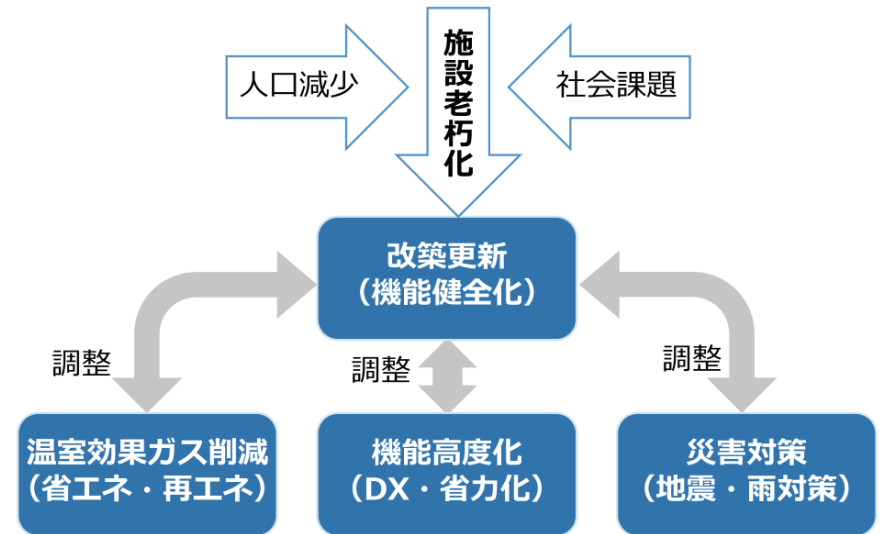 人口減少
施設老朽化
社会課題
改築更新
（機能健全化）
調整
調整
調整
温室効果ガス削減
（省エネ・再エネ）
機能高度化
（DX・省力化）
災害対策
（地震・雨対策）